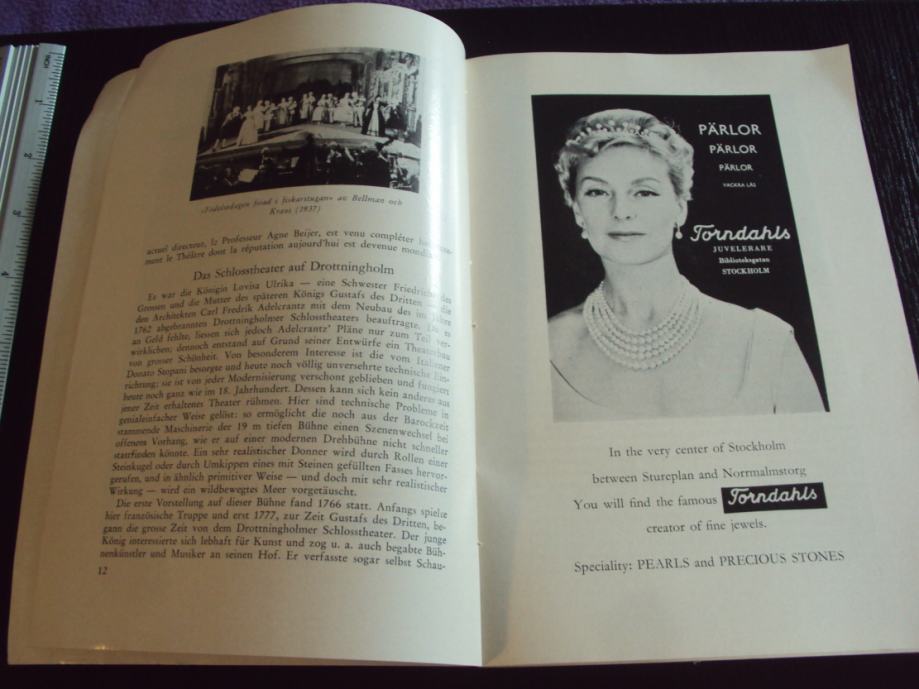 «Fiskarstugan» av Bellman och
Kraus (1937)
actuel directeur, le Professeur Agne Beijer, est venu compléter
ment le Théâtre dont la réputation aujourd'hui est devenue
Das Schlosstheater auf Drottningholm
Es war die Königin Lovisa Ulrika — eine Schwester Friedrichs des
Grossen und die Mutter des späteren Königs Gustafs des Dritten — die
den Architekten Carl Fredrik Adelcrantz mit dem Neubau des im Jahre
1762 abgebrannten Drottningholmer Schlosstheaters beauftragte. Da es
an Geld fehlte, liessen sich jedoch Adelcrantz' Pläne nur zum Teil ver-
wirklichen; dennoch entstand auf Grund seiner Entwürfe ein Theaterbau
von grosser Schönheit. Von besonderem Interesse ist die vom Italiener
Donato Stopani besorgte und heute noch völlig unversehrte technische Ein-
richtung; sie ist von jeder Modernisierung verschont geblieben und fungiert
heute noch ganz wie im 18. Jahrhundert. Dessen kann sich kein anderes aus
jener Zeit erhaltenes Theater rühmen. Hier sind technische Probleme in
genialeinfacher Weise gelöst: so ermöglicht die noch aus der Barockzeit
stammende Maschinerie der 19 m tiefen Bühne einen Szenenwechsel bei
offenem Vorhang, wie er auf einer modernen Drehbühne nicht schneller
stattfinden könnte. Ein sehr realistischer Donner wird durch Rollen einer
Steinkugel oder durch Umkippen eines mit Steinen gefüllten Fasses hervor-
gerufen, und in ähnlich primitiver Weise — und doch mit sehr realistischer
Wirkung — wird ein wildbewegtes Meer vorgetäuscht.
Die erste Vorstellung auf dieser Bühne fand 1766 statt. Anfangs spielte
hier französische Truppe und erst 1777, zur Zeit Gustafs des Dritten, be-
gann die grosse Zeit von dem Drottningholmer Schlosstheater. Der junge
König interessierte sich lebhaft für Kunst und zog u. a. auch begabte Büh-
nenkünstler und Musiker an seinen Hof. Er verfasste sogar selbst Schau-
12
PÄRLOR
PÄRLOR
PÄRLOR
VACKRA LÅS
Torndahls
JUVELERARE
Biblioteksgatan
STOCKHOLM
In the very center of Stockholm
between Stureplan and Norrmalmstorg
You will find the famous Torndahls
creator of fine jewels.
Speciality: PEARLS and PRECIOUS STONES
INCH
1
2
3
4